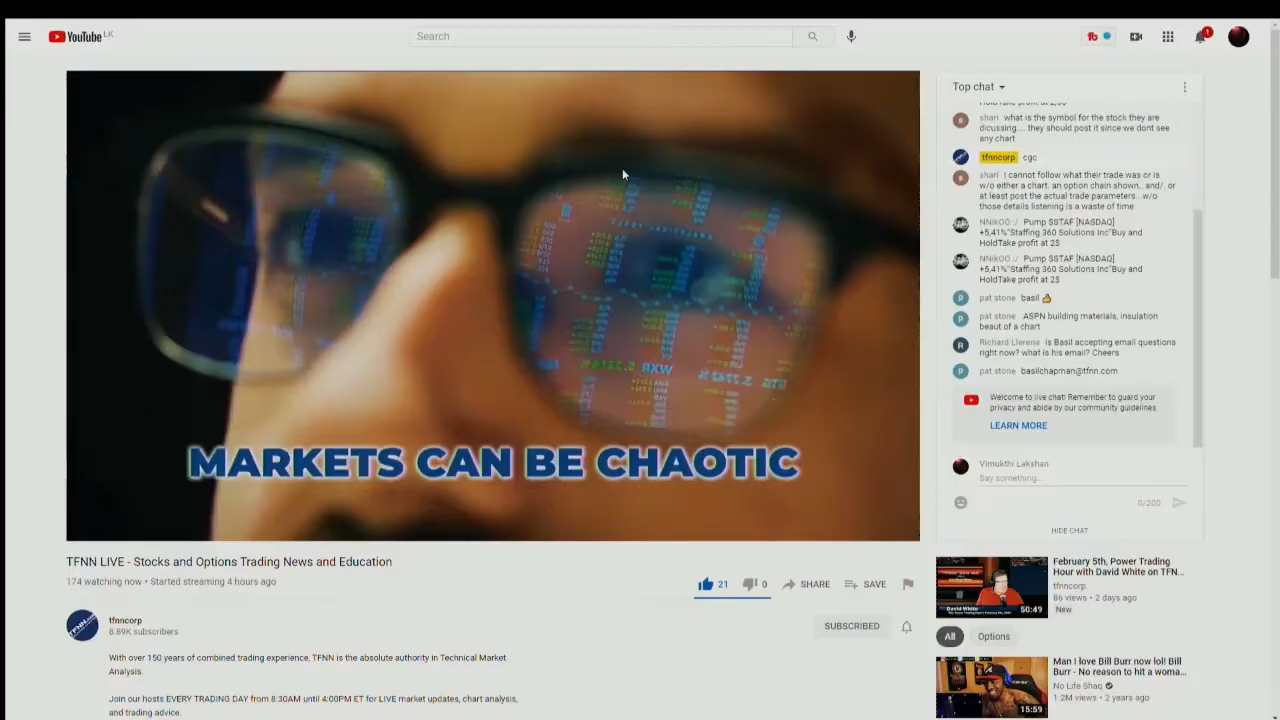 YouTube LK
Search
1
MARKETS CAN BE CHAOTIC
TFNN LIVE - Stocks and Options Trading News and Education
174 watching now • Started streaming 4 hours ago
21
0
SHARE
SAVE
tfnncorp
8.89K subscribers
SUBSCRIBED
With over 150 years of combined trading experience, TFNN is the absolute authority in Technical Market
Analysis.
Join our hosts EVERY TRADING DAY from 8:30AM until 4:00PM ET for LIVE market updates, chart analysis,
and trading advice.
Top chat
shari what is the symbol for the stock they are
dicussing.... they should post it since we dont see
any chart
tfnncorp cgc
shari I cannot follow what their trade was or is
w/o either a chart. an option chain shown,. and/. or
at least post the actual trade parameters...w/o
those details listening is a waste of time
NNikOO :/ Pump $STAF [NASDAQ]
+5,41%"Staffing 360 Solutions Inc"Buy and
HoldTake profit at 2$
NNikOO :/ Pump $STAF [NASDAQ]
+5,41%"Staffing 360 Solutions Inc"Buy and
HoldTake profit at 2$
pat stone basil 👍
pat stone ASPN building materials, insulation
beaut of a chart
Richard Llerena is Basil accepting email questions
right now? what is his email? Cheers
pat stone basilchapman@tfnn.com
Welcome to live chat! Remember to guard your
privacy and abide by our community guidelines.
LEARN MORE
Vimukthi Lakshan
Say something...
0/200
HIDE CHAT
David White
50:49
February 5th, Power Trading
Hour with David White on TFN...
tfnncorp
86 views • 2 days ago
New
All
Options
15:59
Man I love Bill Burr now lol! Bill
Burr - No reason to hit a woma...
No Life Shaq
1.2M views • 2 years ago